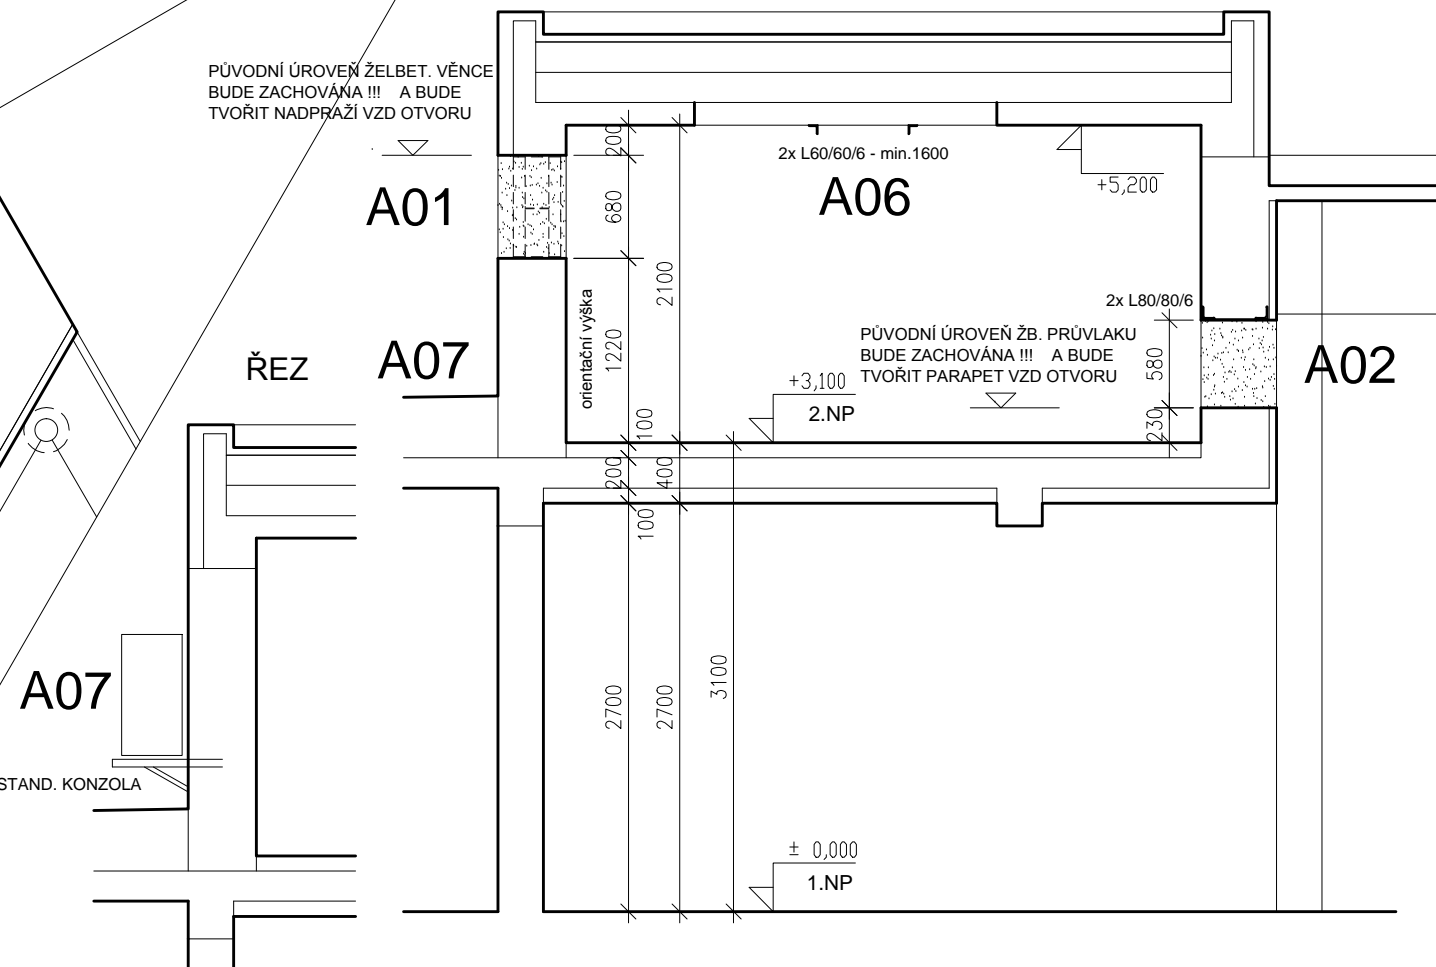 PŮVODNÍ ÚROVEŇ ŽELBET. VĚNCE
BUDE ZACHOVÁNA !!! A BUDE
TVOŘIT NADPRAŽÍ VZD OTVORU
A01
A07
ŘEZ
A07
STAND. KONZOLA
200
680
1220
orientační výška
100
200
400
100
2100
2700
2700
3100
2x L60/60/6 - min.1600
A06
+5,200
2x L80/80/6
PŮVODNÍ ÚROVEŇ ŽB. PRŮVLAKU
BUDE ZACHOVÁNA !!! A BUDE
TVOŘIT PARAPET VZD OTVORU
580
230
A02
+3,100
2.NP
± 0,000
1.NP